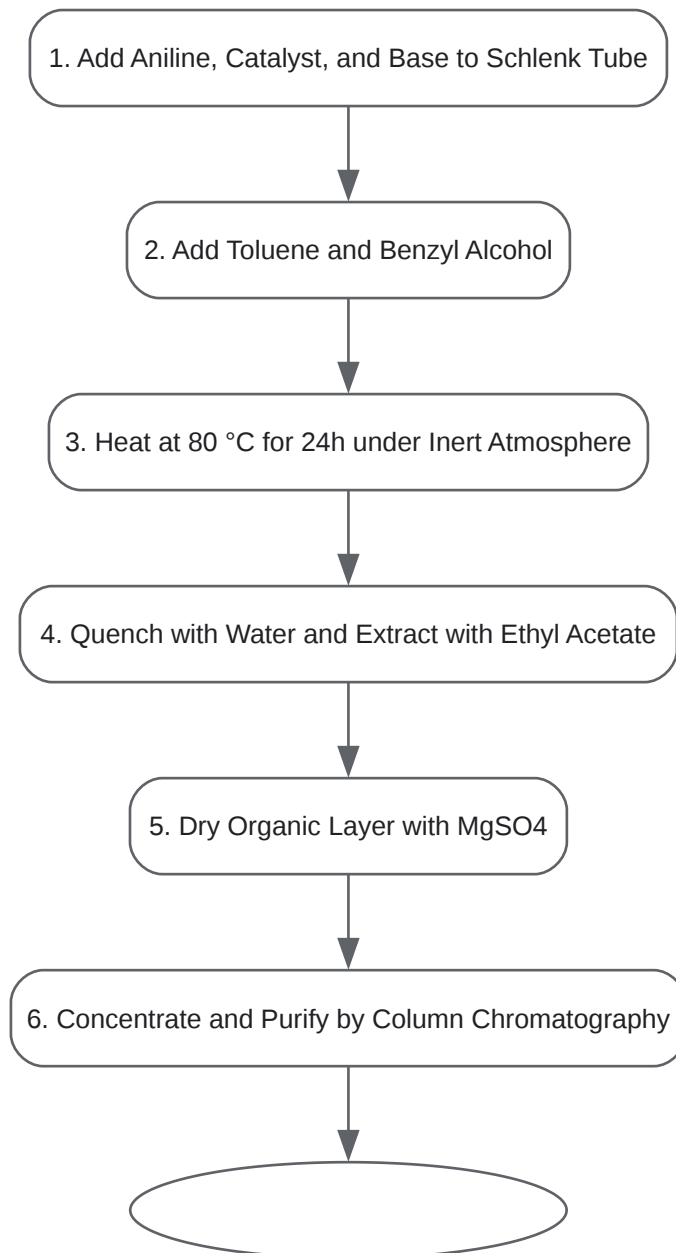 1. Add Aniline, Catalyst, and Base to Schlenk Tube
2. Add Toluene and Benzyl Alcohol
3. Heat at 80 °C for 24h under Inert Atmosphere
4. Quench with Water and Extract with Ethyl Acetate
5. Dry Organic Layer with MgSO4
6. Concentrate and Purify by Column Chromatography